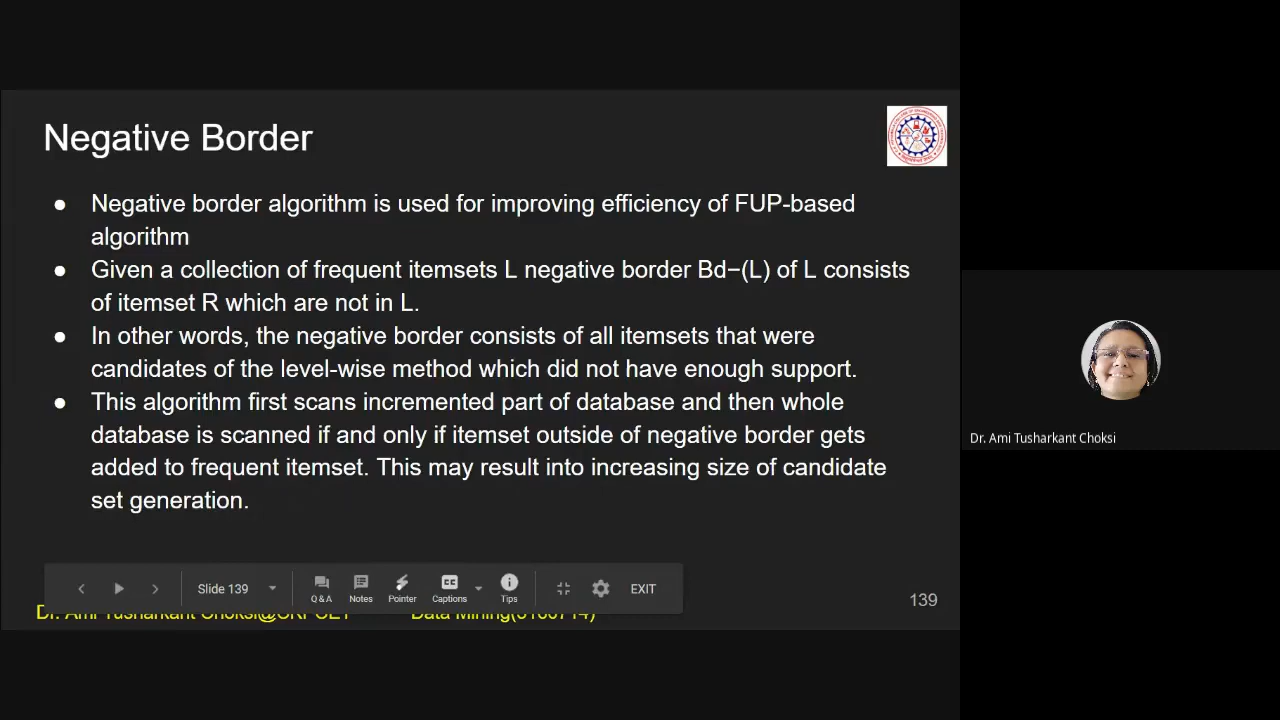 Negative Border
● Negative border algorithm is used for improving efficiency of FUP-based
algorithm
● Given a collection of frequent itemsets L negative border Bd−(L) of L consists
of itemset R which are not in L.
● In other words, the negative border consists of all itemsets that were
candidates of the level-wise method which did not have enough support.
● This algorithm first scans incremented part of database and then whole
database is scanned if and only if itemset outside of negative border gets
added to frequent itemset. This may result into increasing size of candidate
set generation.
Dr. Ami Tusharkant Choksi
Slide 139
Q&A Notes Pointer Captions Tips
EXIT
139
Dr. Ami Tusharkant Choksi@CKPCET Data Mining(3160714)